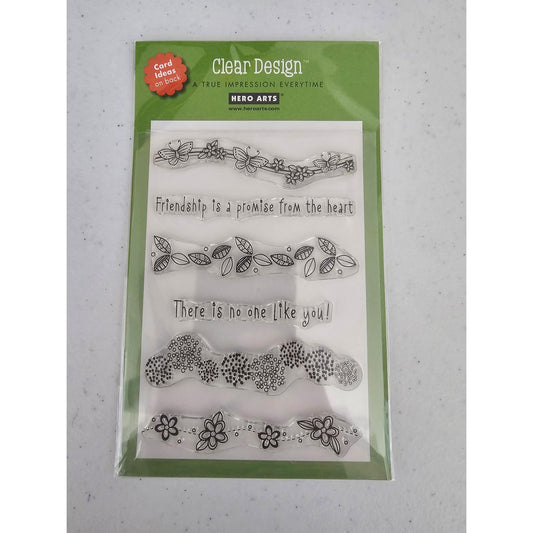 Card
Ideas
on back
Clear Design™
A TRUE IMPRESSION EVERYTIME
HERO ARTS
www.heroarts.com
Friendship is a promise from the heart
There is no one like you!